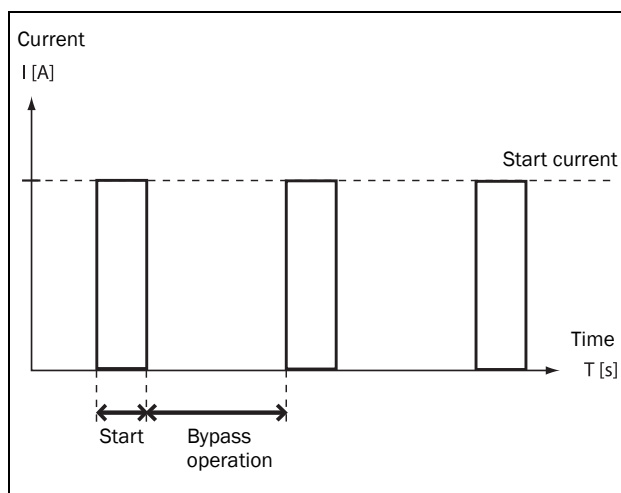 Current
I [A]
Start current
Time
T [s]
Start
Bypass
operation